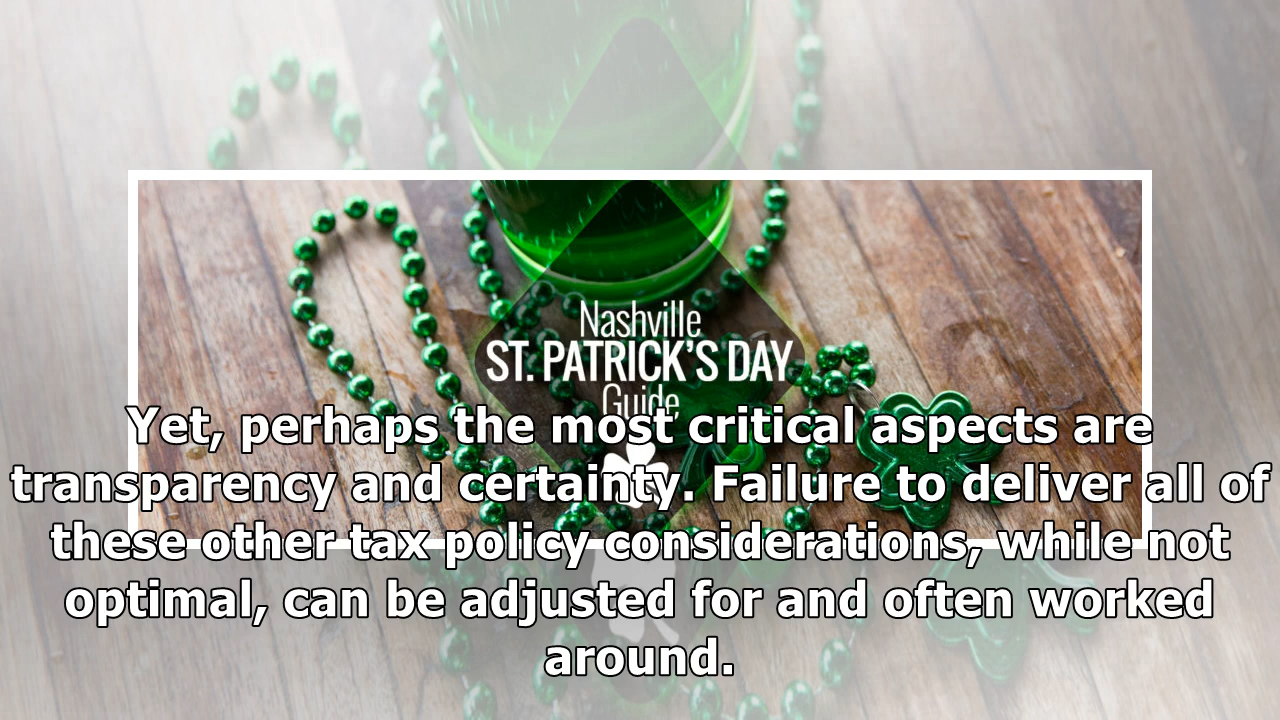 Nashville
ST. PATRICK'S DAY
Guide
Yet, perhaps the most critical aspects are
transparency and certainty. Failure to deliver all of
these other tax policy considerations, while not
optimal, can be adjusted for and often worked
around.